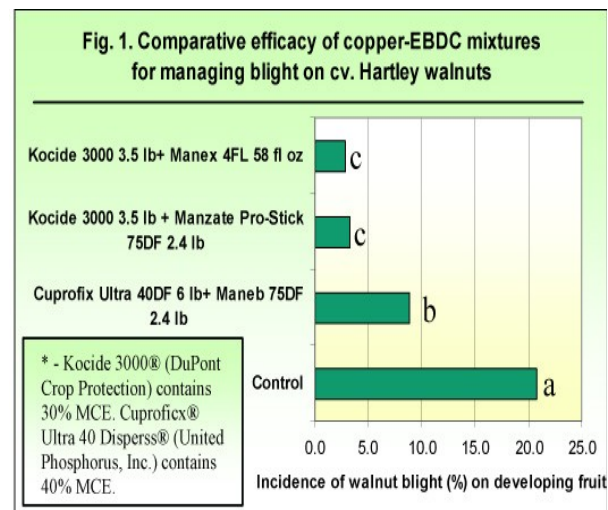 Fig. 1. Comparative efficacy of copper-EBDC mixtures
for managing blight on cv. Hartley walnuts
Kocide 3000 3.5 lb+ Manex 4FL 58 fl oz
c
Kocide 3000 3.5 lb + Manzate Pro-Stick
75DF 2.4 lb
c
Cuprofix Ultra 40DF 6 lb+ Maneb 75DF
2.4 lb
b
Control
a
0.0 5.0 10.0 15.0 20.0 25.0
Incidence of walnut blight (%) on developing fruit
* - Kocide 3000® (DuPont
Crop Protection) contains
30% MCE. Cuproficx®
Ultra 40 Disperss® (United
Phosphorus, Inc.) contains
40% MCE.